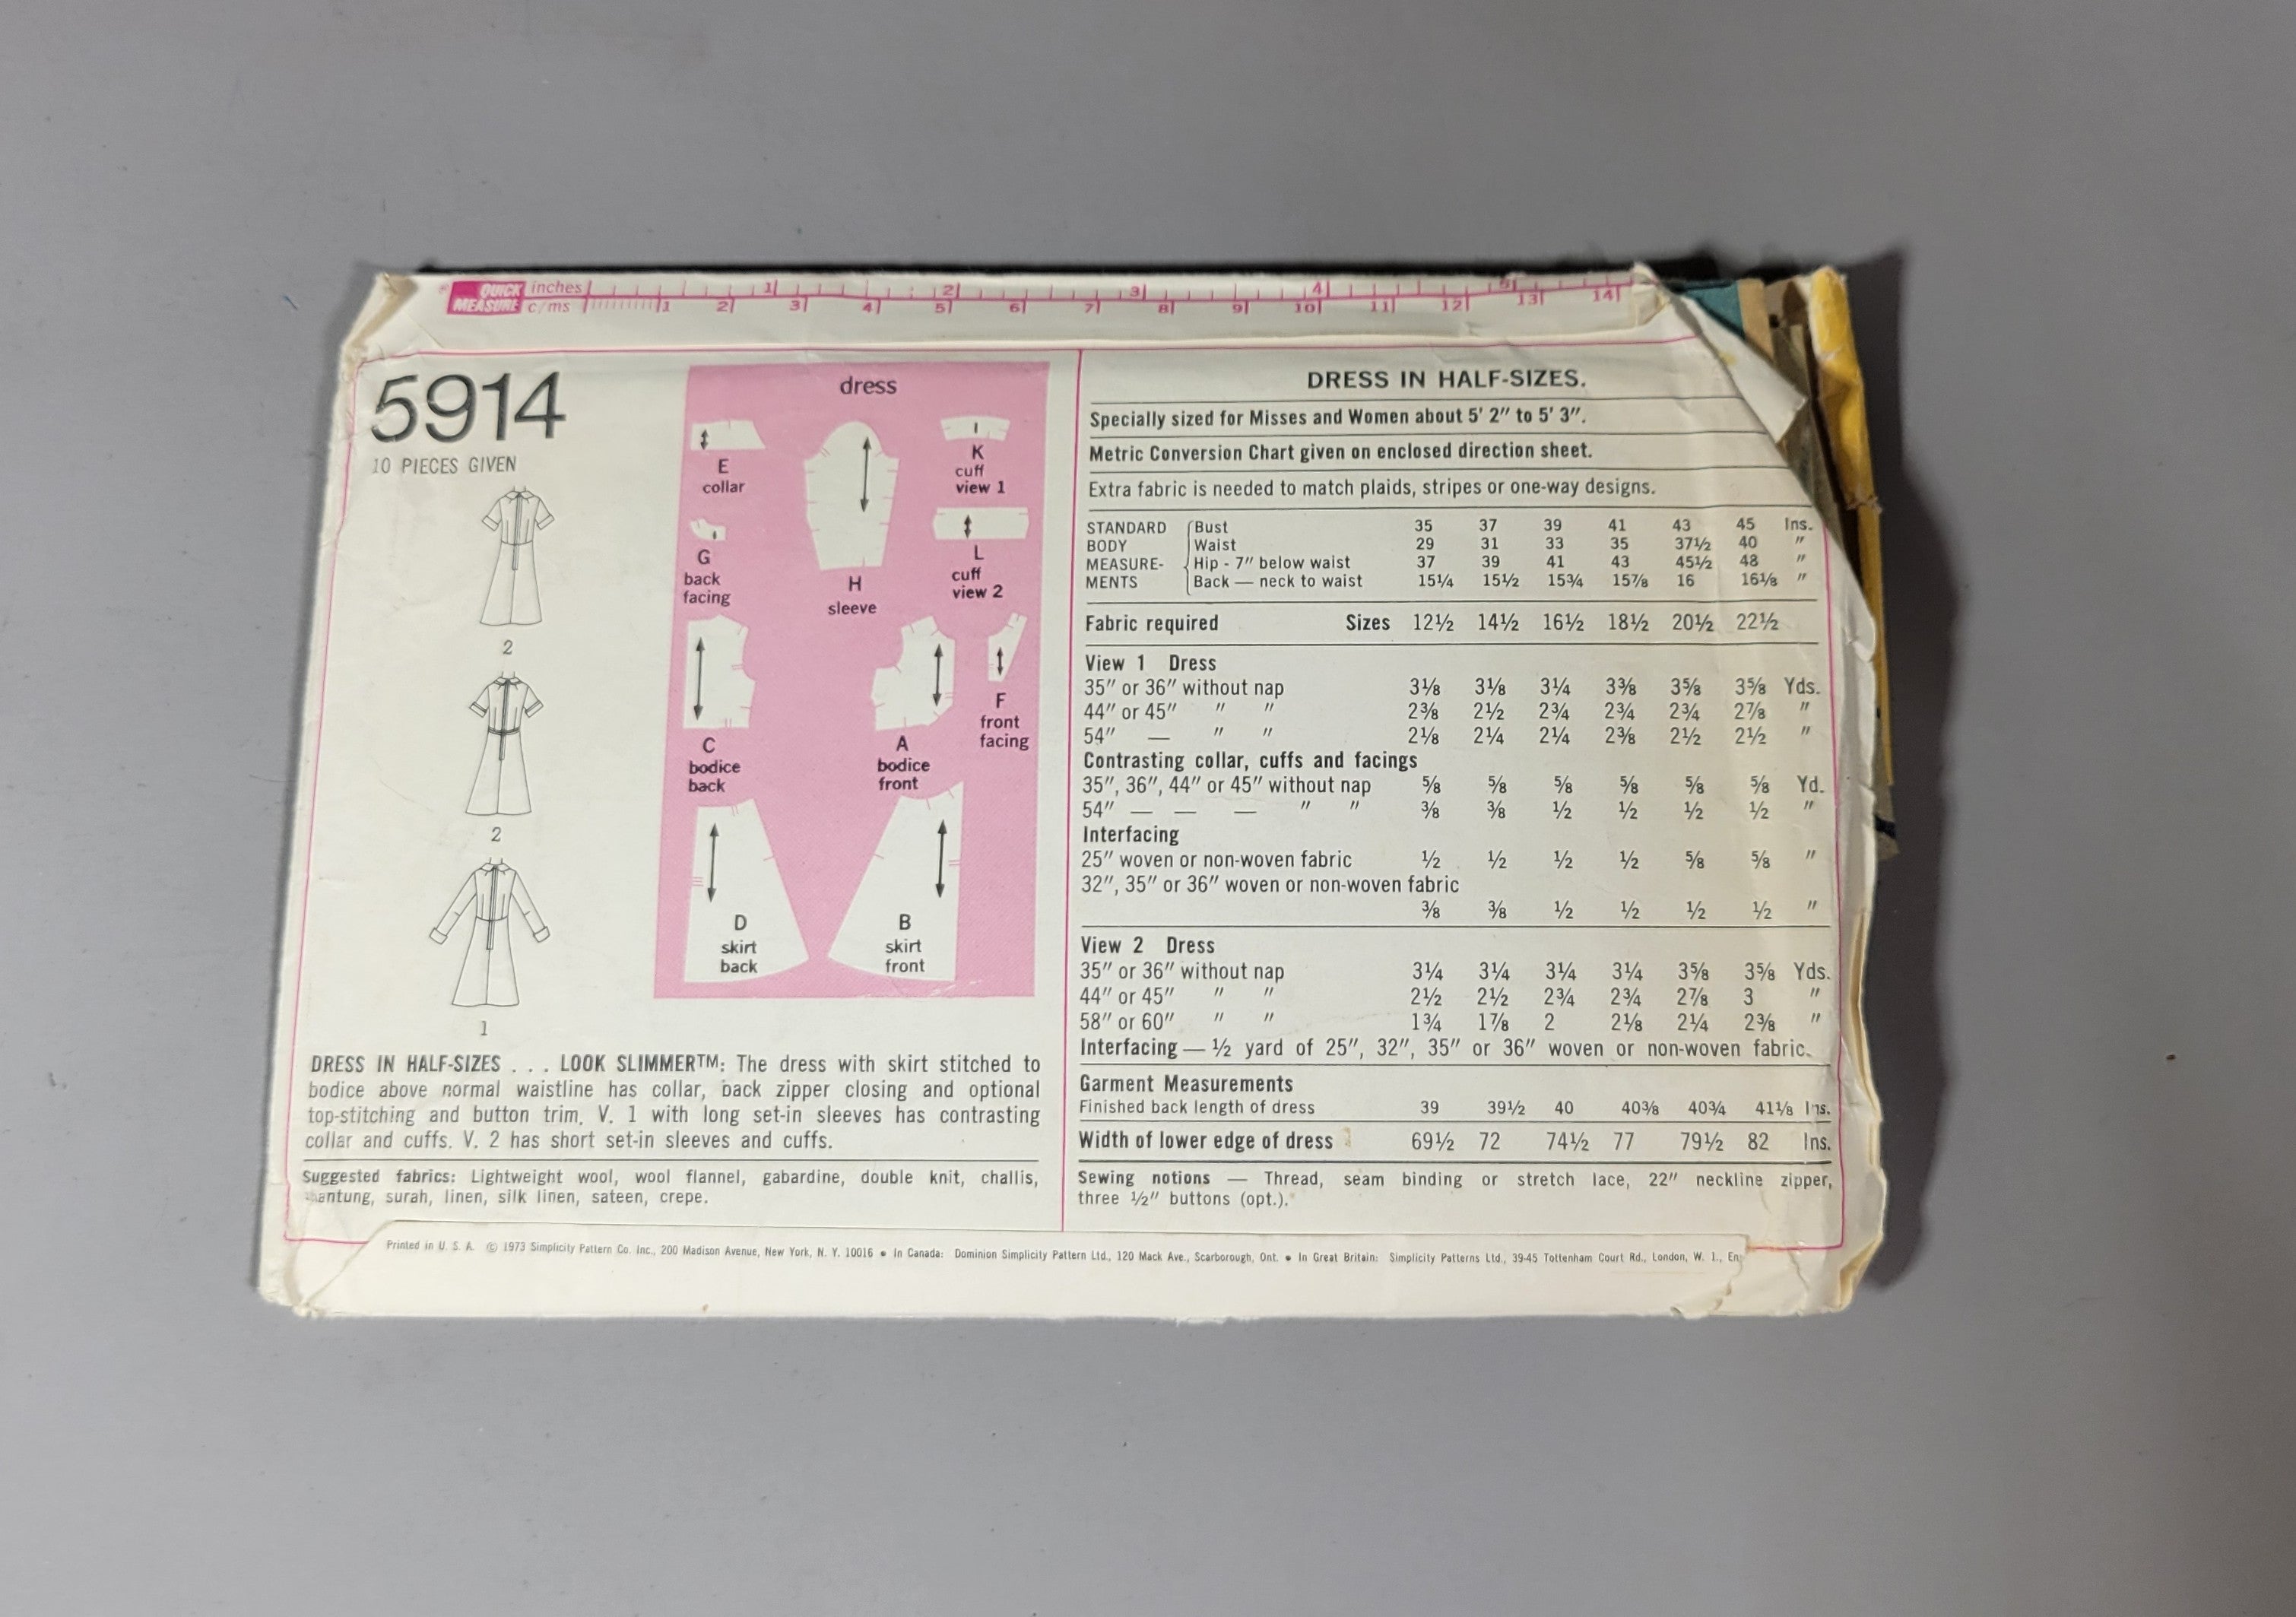 QUICK inches 1 2 3 4 5
MEASURE c/ms 1 2 3 4 5 6 7 8 9 10 11 12 13 14
5914
10 PIECES GIVEN
2
2
1
dress
E
collar
G
back
facing
H
sleeve
K
cuff
view 1
L
cuff
view 2
C
bodice
back
A
bodice
front
F
front
facing
D
skirt
back
B
skirt
front
DRESS IN HALF-SIZES . . . LOOK SLIMMER™: The dress with skirt stitched to
bodice above normal waistline has collar, back zipper closing and optional
top-stitching and button trim. V. 1 with long set-in sleeves has contrasting
collar and cuffs. V. 2 has short set-in sleeves and cuffs.
Suggested fabrics: Lightweight wool, wool flannel, gabardine, double knit, challis,
surah, linen, silk linen, sateen, crepe.
DRESS IN HALF-SIZES.
Specially sized for Misses and Women about 5' 2" to 5' 3".
Metric Conversion Chart given on enclosed direction sheet.
Extra fabric is needed to match plaids, stripes or one-way designs.
STANDARD Bust 35 37 39 41 43 45 Ins.
BODY Waist 29 31 33 35 37½ 40 "
MEASURE- Hip - 7" below waist 37 39 41 43 45½ 48 "
MENTS Back — neck to waist 15¼ 15½ 15¾ 15⅞ 16 16⅛ "
Fabric required Sizes 12½ 14½ 16½ 18½ 20½ 22½
View 1 Dress
35" or 36" without nap 3⅛ 3⅛ 3¼ 3⅜ 3⅝ 3⅝ Yds.
44" or 45" " " 2⅜ 2½ 2¾ 2¾ 2¾ 2⅞ "
54" — " " 2⅛ 2¼ 2¼ 2⅜ 2½ 2½ "
Contrasting collar, cuffs and facings
35", 36", 44" or 45" without nap ⅝ ⅝ ⅝ ⅝ ⅝ ⅝ Yd.
54" — — — " " ⅜ ⅜ ½ ½ ½ ½ "
Interfacing
25" woven or non-woven fabric ½ ½ ½ ½ ⅝ ⅝ "
32", 35" or 36" woven or non-woven fabric
⅜ ⅜ ½ ½ ½ ½ "
View 2 Dress
35" or 36" without nap 3¼ 3¼ 3¼ 3¼ 3⅝ 3⅝ Yds.
44" or 45" " " 2½ 2½ 2¾ 2¾ 2⅞ 3 "
58" or 60" " " 1¾ 1⅞ 2 2⅛ 2¼ 2⅜ "
Interfacing — ½ yard of 25", 32", 35" or 36" woven or non-woven fabric.
Garment Measurements
Finished back length of dress 39 39½ 40 40⅜ 40¾ 41⅛ Ins.
Width of lower edge of dress 69½ 72 74½ 77 79½ 82 Ins.
Sewing notions — Thread, seam binding or stretch lace, 22" neckline zipper,
three ½" buttons (opt.).
Printed in U. S. A. © 1973 Simplicity Pattern Co. Inc., 200 Madison Avenue, New York, N. Y. 10016 • In Canada: Dominion Simplicity Pattern Ltd., 120 Mack Ave., Scarborough, Ont. • In Great Britain: Simplicity Patterns Ltd., 39-45 Tottenham Court Rd., London, W. 1.,